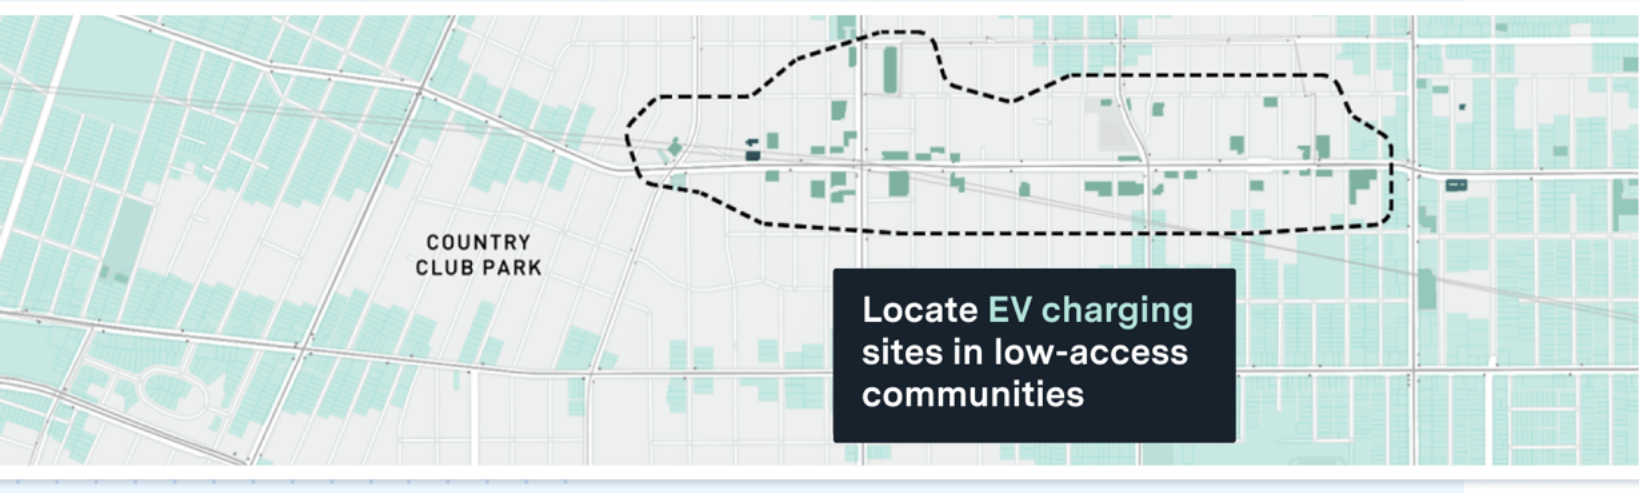 COUNTRY
CLUB PARK
Locate EV charging
sites in low-access
communities